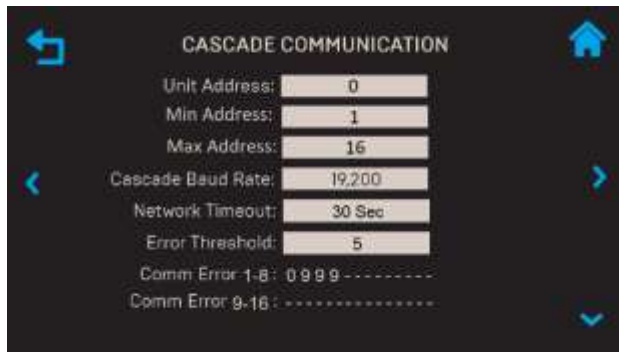 CASCADE COMMUNICATION
Unit Address: 0
Min Address: 1
Max Address: 16
Cascade Baud Rate: 19,200
Network Timeout: 30 Sec
Error Threshold: 5
Comm Error 1-8: 0 9 9 9 - - - - - - - - -
Comm Error 9-16: - - - - - - - - - - - - - - -